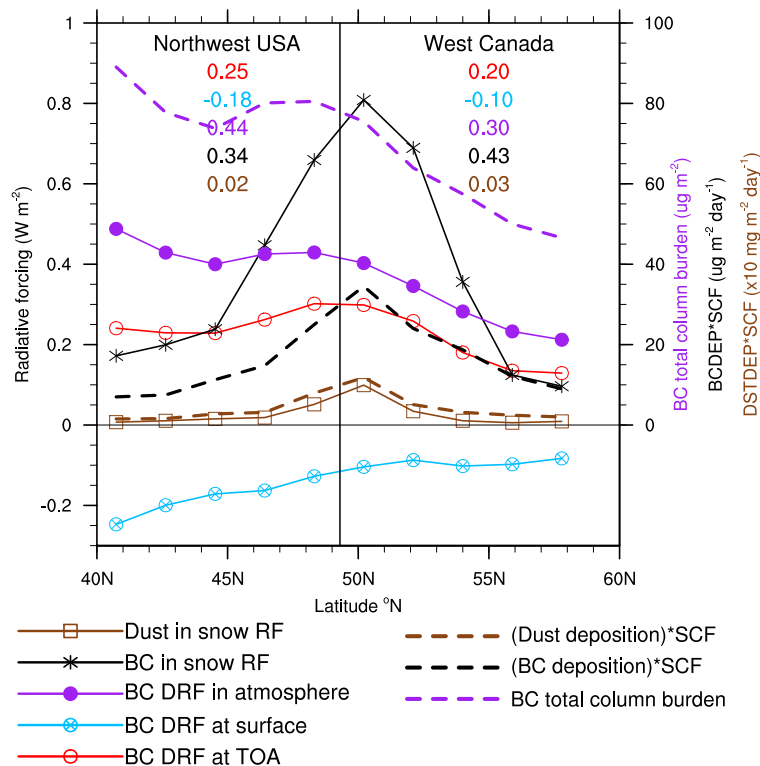 Northwest USA
West Canada
0.25
0.20
-0.18
-0.10
0.44
0.30
0.34
0.43
0.02
0.03
1
0.8
0.6
0.4
0.2
0
-0.2
Radiative forcing (W m⁻²)
100
80
60
40
20
0
BC total column burden (ug m⁻²)
BCDEP*SCF (ug m⁻² day⁻¹)
DSTDEP*SCF (x10 mg m⁻² day⁻¹)
40N
45N
50N
55N
60N
Latitude °N
Dust in snow RF
BC in snow RF
BC DRF in atmosphere
BC DRF at surface
BC DRF at TOA
(Dust deposition)*SCF
(BC deposition)*SCF
BC total column burden